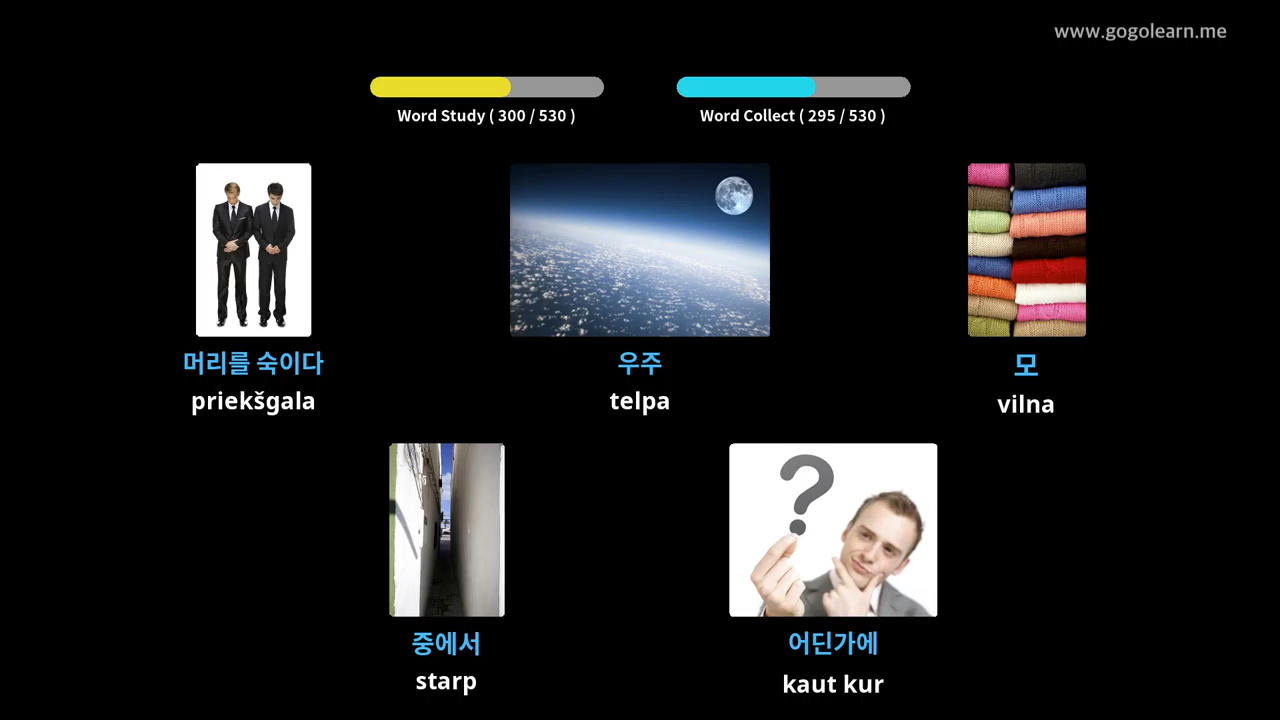 www.gogolearn.me
Word Study ( 300 / 530 )
Word Collect ( 295 / 530 )
머리를 숙이다
priekšgala
우주
telpa
모
vilna
중에서
starp
어딘가에
kaut kur